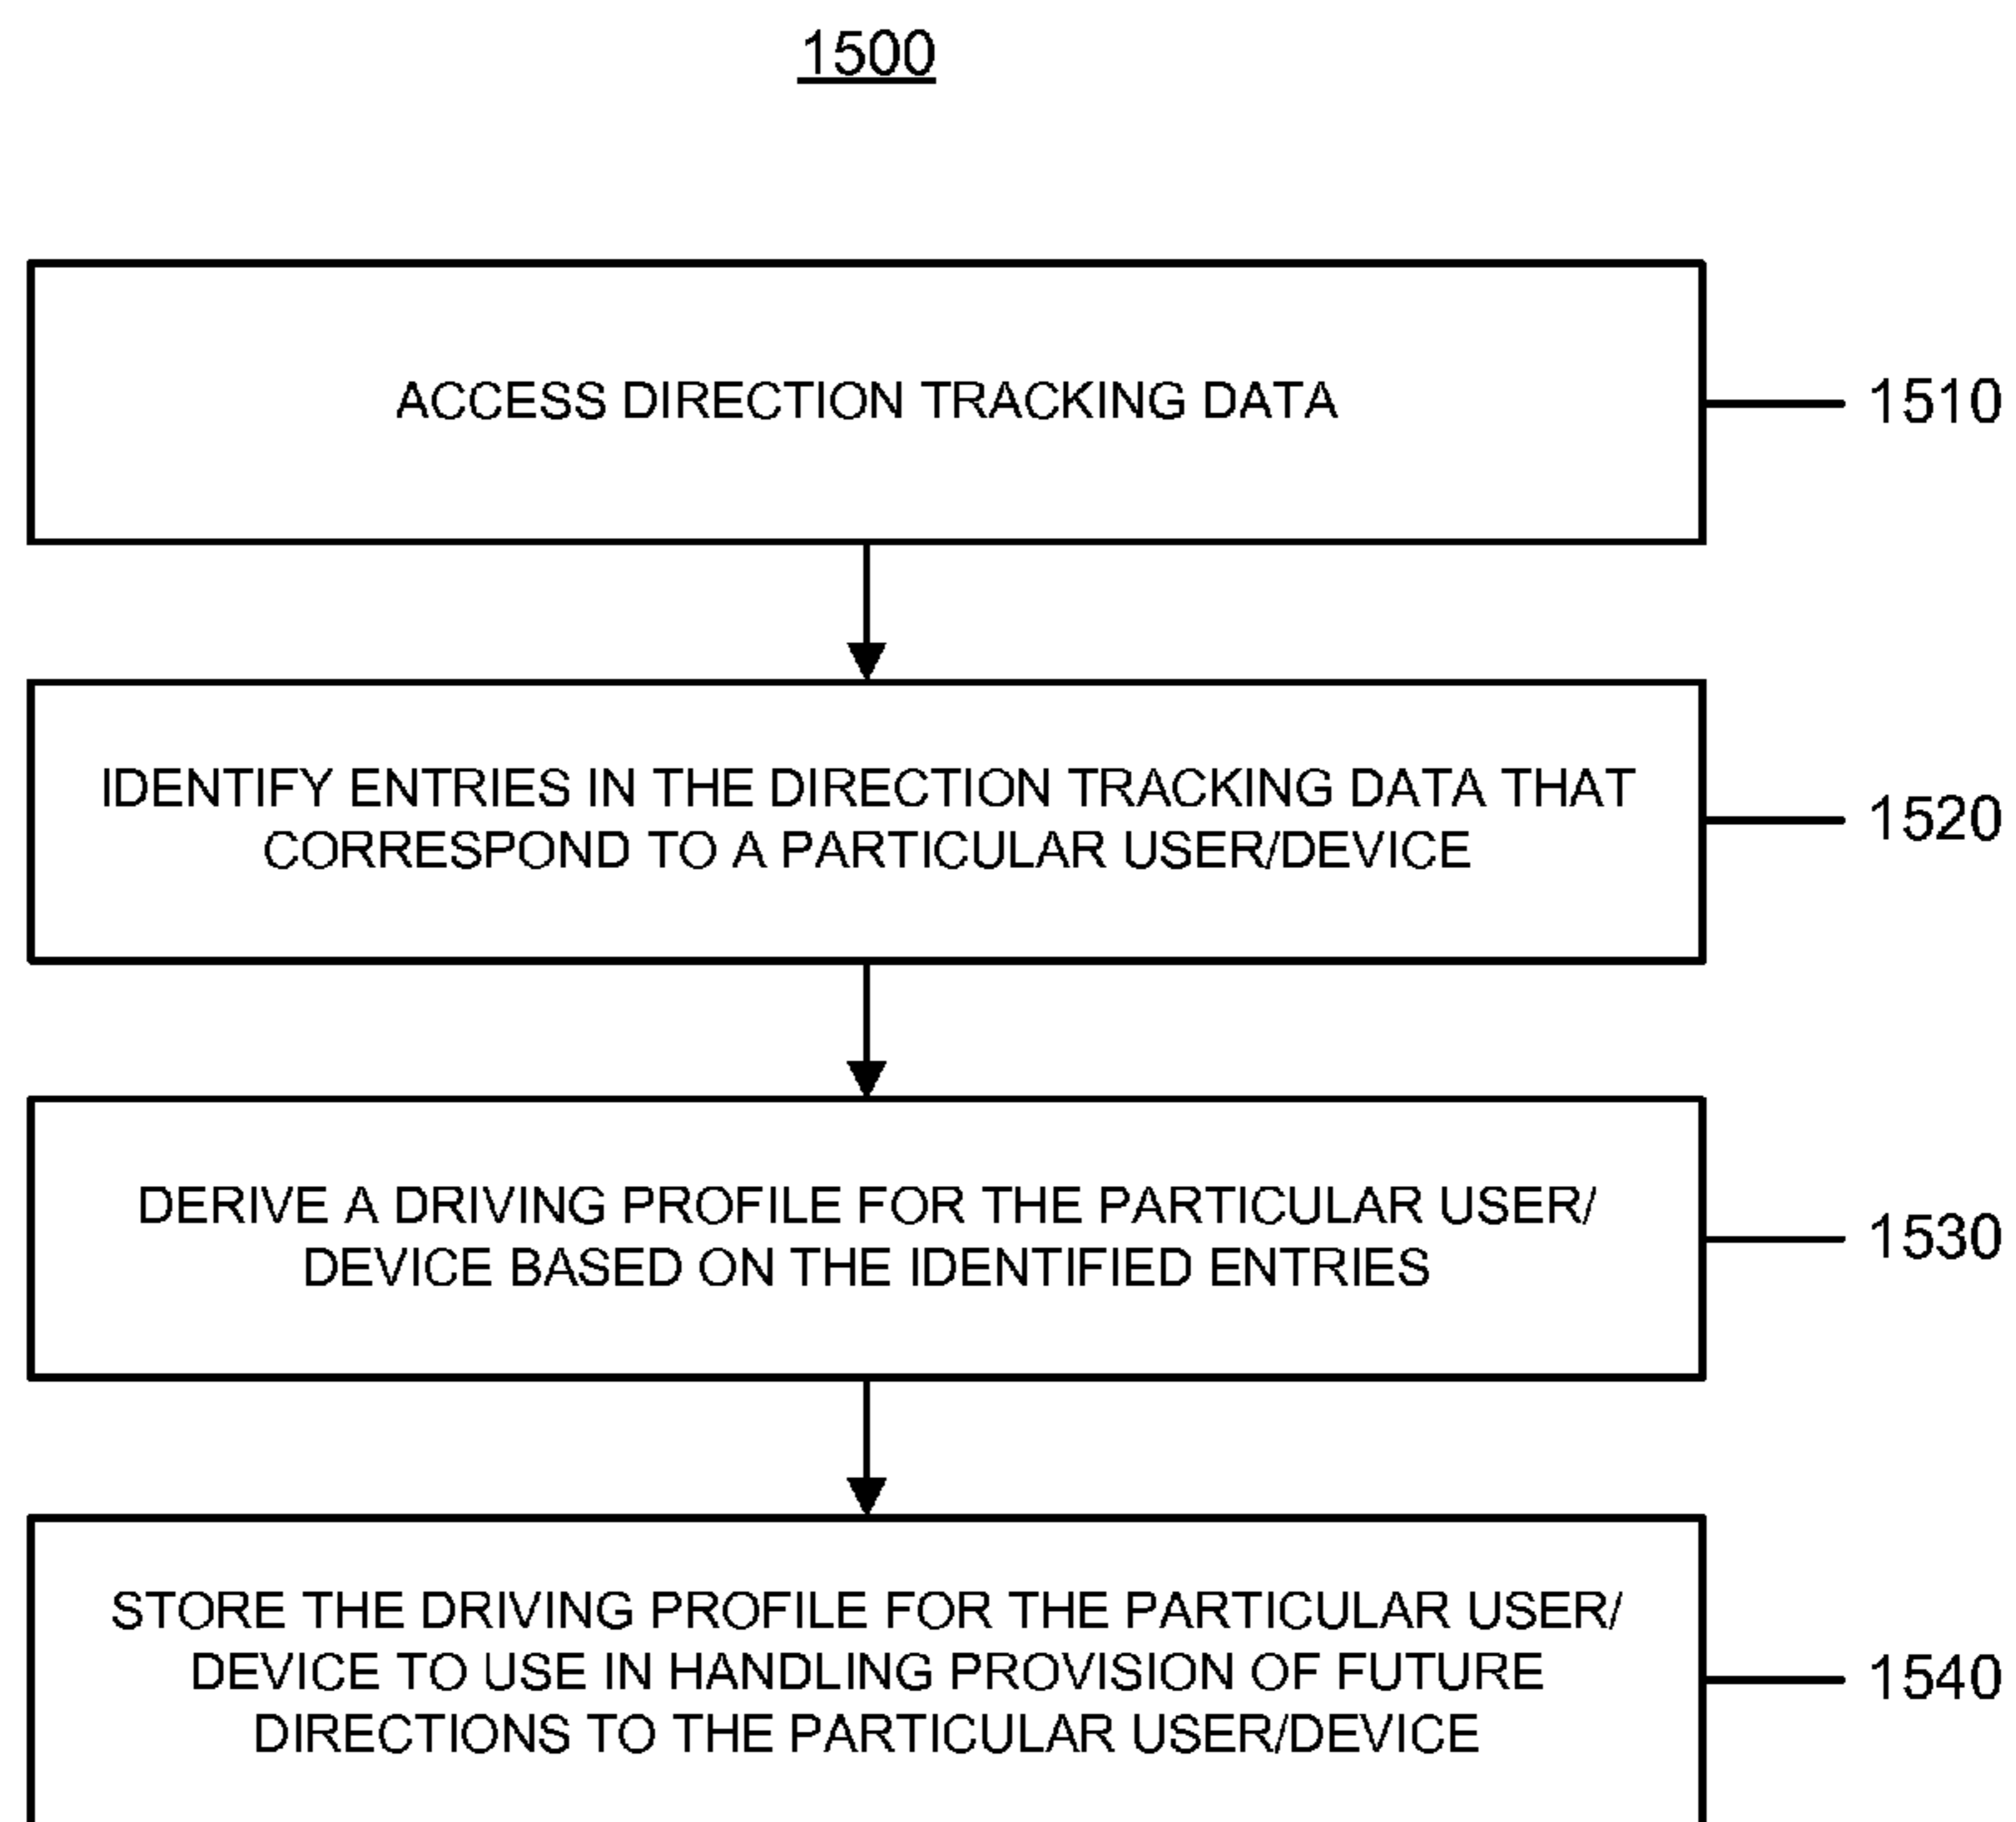 1500
ACCESS DIRECTION TRACKING DATA
1510
IDENTIFY ENTRIES IN THE DIRECTION TRACKING DATA THAT
CORRESPOND TO A PARTICULAR USER/DEVICE
1520
DERIVE A DRIVING PROFILE FOR THE PARTICULAR USER/
DEVICE BASED ON THE IDENTIFIED ENTRIES
1530
STORE THE DRIVING PROFILE FOR THE PARTICULAR USER/
DEVICE TO USE IN HANDLING PROVISION OF FUTURE
DIRECTIONS TO THE PARTICULAR USER/DEVICE
1540